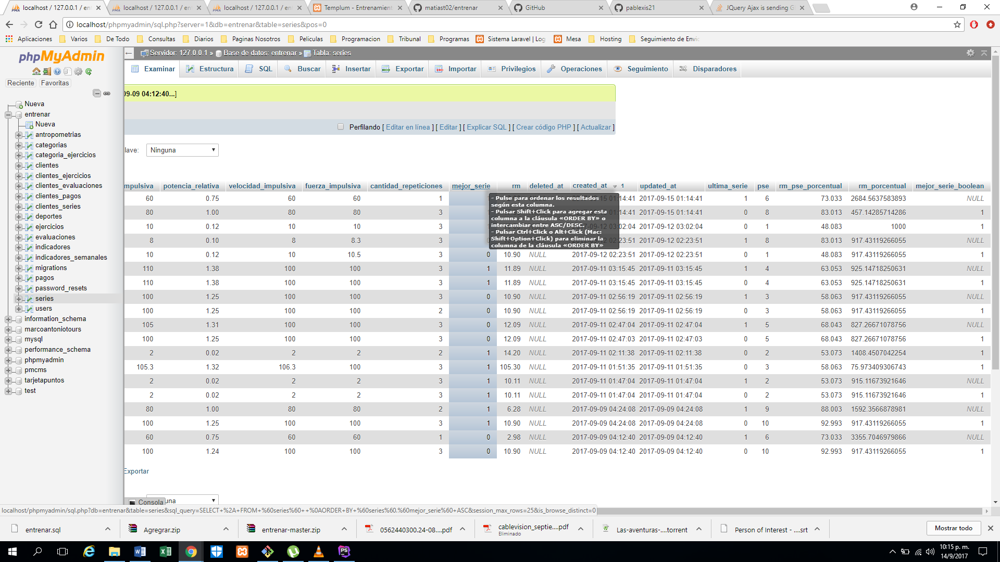 localhost / 127.0.0.1 / ent
localhost / 127.0.0.1 / en
localhost / 127.0.0.1 / en
Templum - Entrenamient
matiast02/entrenar
GitHub
pablexis21
JQuery Ajax is sending G
localhost/phpmyadmin/sql.php?server=1&db=entrenar&table=series&pos=0
Aplicaciones Varios De Todo Consultas Diarios Paginas Nosotros Peliculas Programacion Tribunal Programas Sistema Laravel | Log Mesa Hosting Seguimiento de Envi
phpMyAdmin
Reciente Favoritas
Nueva
entrenar
Nueva
antropometrias
categorias
categoria_ejercicios
clientes
clientes_ejercicios
clientes_evaluaciones
clientes_pagos
clientes_series
deportes
ejercicios
evaluaciones
indicadores
indicadores_semanales
migrations
pagos
password_resets
series
users
information_schema
marcoantoniotours
mysql
performance_schema
phpmyadmin
pmcms
tarjetapuntos
test
Servidor: 127.0.0.1 » Base de datos: entrenar » Tabla: series
Examinar Estructura SQL Buscar Insertar Exportar Importar Privilegios Operaciones Seguimiento Disparadores
09-09 04:12:40...]
Perfilando [ Editar en línea ] [ Editar ] [ Explicar SQL ] [ Crear código PHP ] [ Actualizar ]
lave: Ninguna
mpulsiva potencia_relativa velocidad_impulsiva fuerza_impulsiva cantidad_repeticiones mejor_serie rm deleted_at created_at 1 updated_at ultima_serie pse rm_pse_porcentual rm_porcentual mejor_serie_boolean
60 0.75 60 60 1 01:14:41 2017-09-15 01:14:41 1 6 73.033 2684.5637583893 NULL
80 1.00 80 80 3 01:14:41 2017-09-15 01:14:41 0 8 83.013 457.14285714286 1
10 0.12 10 10 3 03:02:04 2017-09-12 03:02:04 0 1 48.083 1000 1
8 0.10 8 8.3 3 02:23:51 2017-09-12 02:23:51 1 8 83.013 917.43119266055 1
- Pulse para ordenar los resultados
según esta columna.
- Pulsar Shift+Click para agregar esta
columna a la cláusula «ORDER BY» o
intercambiar entre ASC/DESC.
- Pulsar Ctrl+Click o Alt+Click (Mac:
Shift+Option+Click) para eliminar la
columna de la cláusula «ORDER BY»
10 0.12 10 10.5 3 0 10.90 NULL 2017-09-12 02:23:51 2017-09-12 02:23:51 0 1 48.083 917.43119266055 1
110 1.38 100 100 3 1 11.89 NULL 2017-09-11 03:15:45 2017-09-11 03:15:45 1 4 63.053 925.14718250631 NULL
110 1.38 100 100 3 1 11.89 NULL 2017-09-11 03:15:45 2017-09-11 03:15:45 0 4 63.053 925.14718250631 1
100 1.25 100 100 3 0 10.90 NULL 2017-09-11 02:56:19 2017-09-11 02:56:19 1 3 58.063 917.43119266055 NULL
100 1.25 100 100 2 0 10.90 NULL 2017-09-11 02:56:19 2017-09-11 02:56:19 0 3 58.063 917.43119266055 1
105 1.31 100 100 3 0 12.09 NULL 2017-09-11 02:47:04 2017-09-11 02:47:04 1 5 68.043 827.26671078756 NULL
100 1.25 100 100 3 0 12.09 NULL 2017-09-11 02:47:03 2017-09-11 02:47:03 0 5 68.043 827.26671078756 1
2 0.02 2 2 2 1 14.20 NULL 2017-09-11 02:11:38 2017-09-11 02:11:38 0 2 53.073 1408.4507042254 1
105.3 1.32 106.3 100 3 1 105.30 NULL 2017-09-11 01:51:35 2017-09-11 01:51:35 0 3 58.063 75.973409306743 1
2 0.02 2 2 3 1 10.11 NULL 2017-09-11 01:47:04 2017-09-11 01:47:04 1 2 53.073 915.11673921646 NULL
2 0.02 2 2 3 1 10.11 NULL 2017-09-11 01:47:04 2017-09-11 01:47:04 0 2 53.073 915.11673921646 1
80 1.00 80 80 2 1 6.28 NULL 2017-09-09 04:24:08 2017-09-09 04:24:08 1 9 88.003 1592.3566878981 NULL
100 1.25 100 100 3 1 10.90 NULL 2017-09-09 04:24:08 2017-09-09 04:24:08 0 10 92.993 917.43119266055 1
60 0.75 60 60 1 0 2.98 NULL 2017-09-09 04:12:40 2017-09-09 04:12:40 1 6 73.033 3355.7046979866 NULL
100 1.24 100 100 3 0 10.90 NULL 2017-09-09 04:12:40 2017-09-09 04:12:40 0 10 92.993 917.43119266055 1
Exportar
Consola una
localhost/phpmyadmin/sql.php?db=entrenar&table=series&sql_query=SELECT+%2A+FROM+%60series%60++%0AORDER+BY+%60series%60.%60mejor_serie%60+ASC&session_max_rows=25&is_browse_distinct=0
entrenar.sql
Agregrar.zip
entrenar-master.zip
0562440300.24-08....pdf
cablevision_septie....pdf
Eliminado
Las-aventuras-....torrent
Person of Interest - ....srt
Mostrar todo
10:15 p. m.
14/9/2017